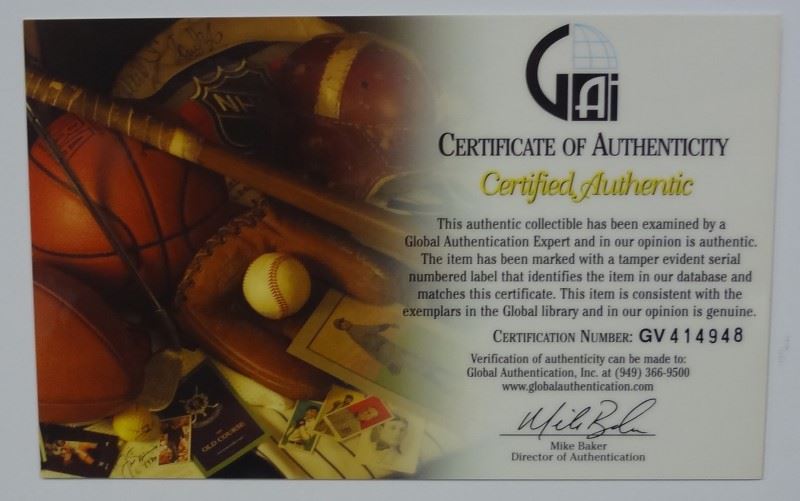 GAi
CERTIFICATE OF AUTHENTICITY
Certified Authentic
This authentic collectible has been examined by a
Global Authentication Expert and in our opinion is authentic.
The item has been marked with a tamper evident serial
numbered label that identifies the item in our database and
matches this certificate. This item is consistent with the
exemplars in the Global library and in our opinion is genuine.
CERTIFICATION NUMBER: GV414948
Verification of authenticity can be made to:
Global Authentication, Inc. at (949) 366-9500
www.globalauthentication.com
Mike Baker
Mike Baker
Director of Authentication
OLD COURSE